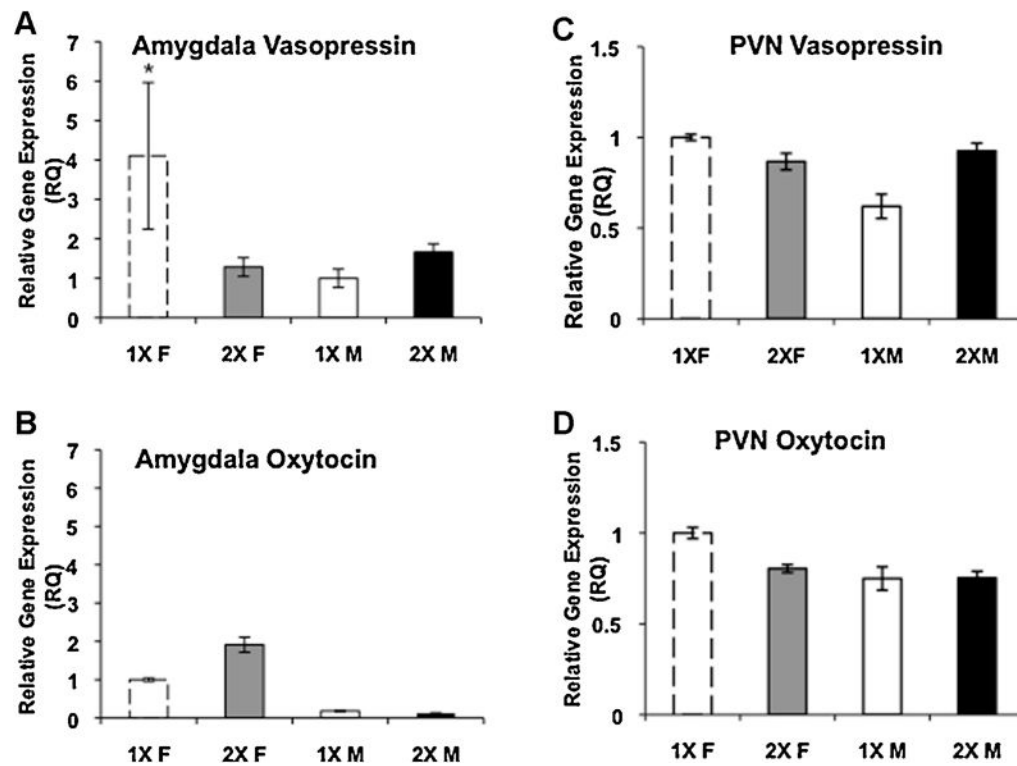 A
Amygdala Vasopressin
Relative Gene Expression
(RQ)
7
6
5
4
3
2
1
0
*
1X F 2X F 1X M 2X M
B
Amygdala Oxytocin
Relative Gene Expression
(RQ)
7
6
5
4
3
2
1
0
1X F 2X F 1X M 2X M
C
PVN Vasopressin
Relative Gene Expression
(RQ)
1.5
1
0.5
0
1XF 2XF 1XM 2XM
D
PVN Oxytocin
Relative Gene Expression
(RQ)
1.5
1
0.5
0
1X F 2X F 1X M 2X M